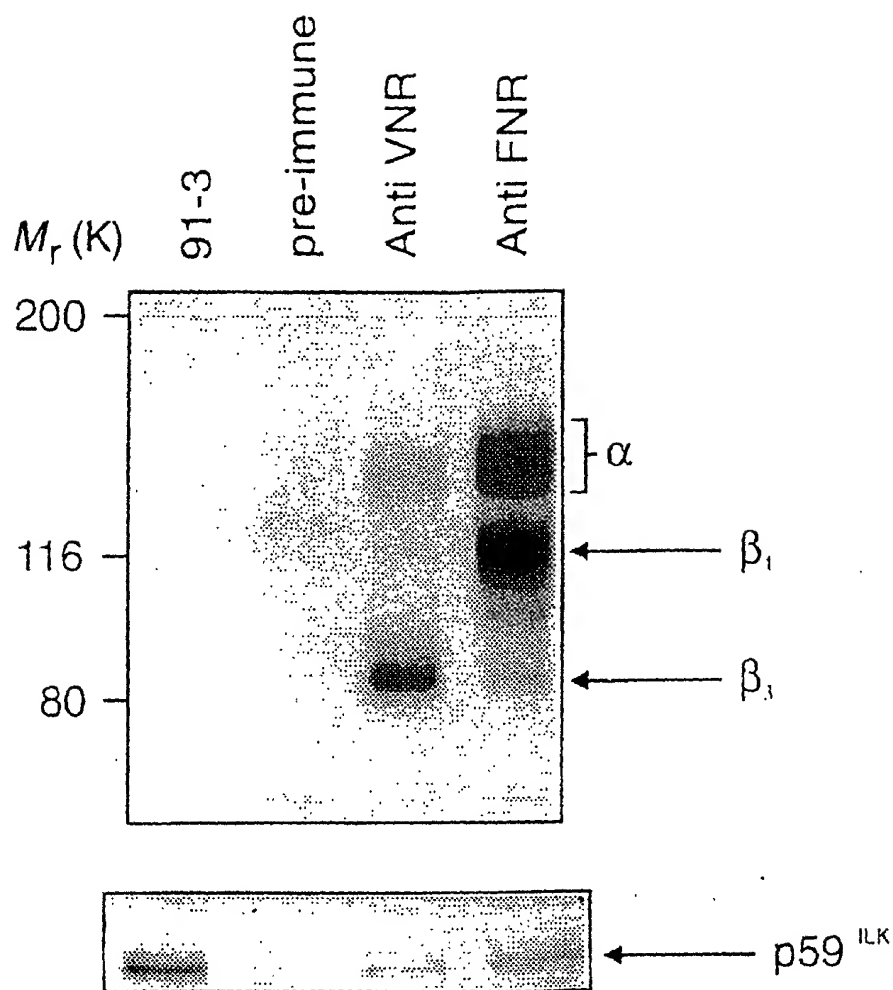 Mr (K)
91-3
pre-immune
Anti VNR
Anti FNR
200
116
80
α
β1
β3
p59 ILK